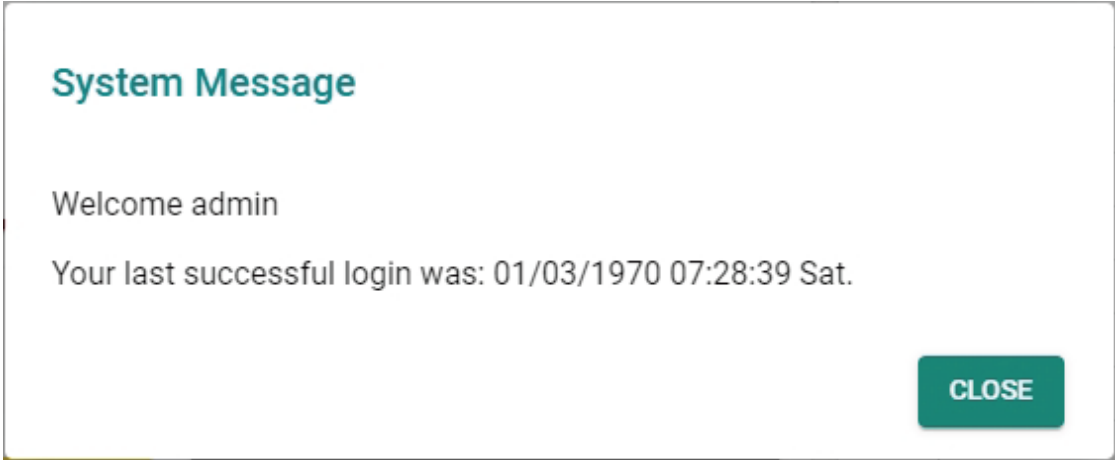 System Message
Welcome admin
Your last successful login was: 01/03/1970 07:28:39 Sat.
CLOSE